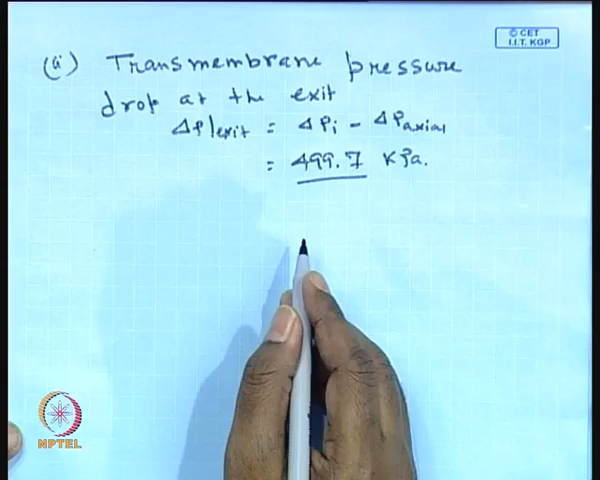 © CET
I.I.T. KGP
(ii) Transmembrane pressure
drop at the exit
ΔP|exit = ΔPi - ΔPaxial
= 499.7 KPa.
NPTEL